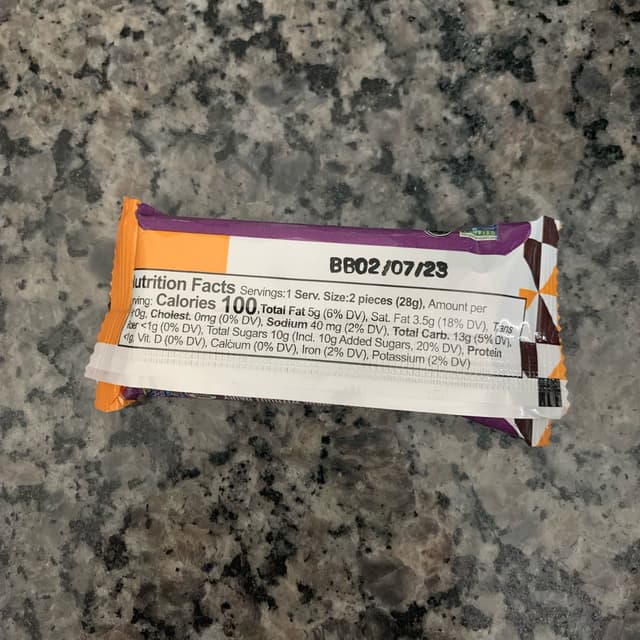 BB02/07/23
utrition Facts Servings:1 Serv. Size:2 pieces (28g), Amount per
ving: Calories 100, Total Fat 5g (6% DV), Sat. Fat 3.5g (18% DV), Trans
0g, Cholest. 0mg (0% DV), Sodium 40 mg (2% DV), Total Carb. 13g (5% DV),
er <1g (0% DV), Total Sugars 10g (Incl. 10g Added Sugars, 20% DV), Protein
g, Vit. D (0% DV), Calcium (0% DV), Iron (2% DV), Potassium (2% DV)